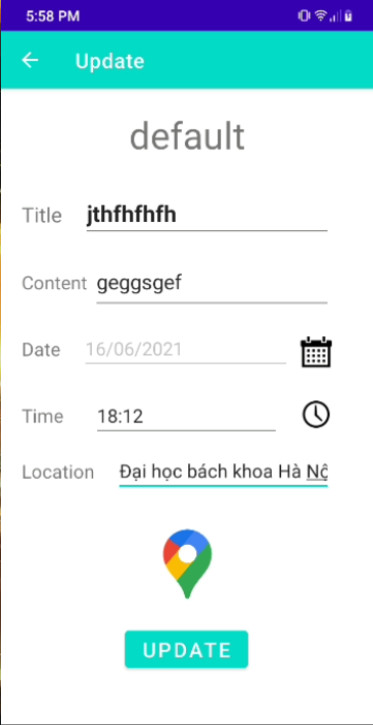 5:58 PM
Update
default
Title jthfhfhfh
Content geggsgef
Date 16/06/2021
Time 18:12
Location Đại học bách khoa Hà Nộ
UPDATE